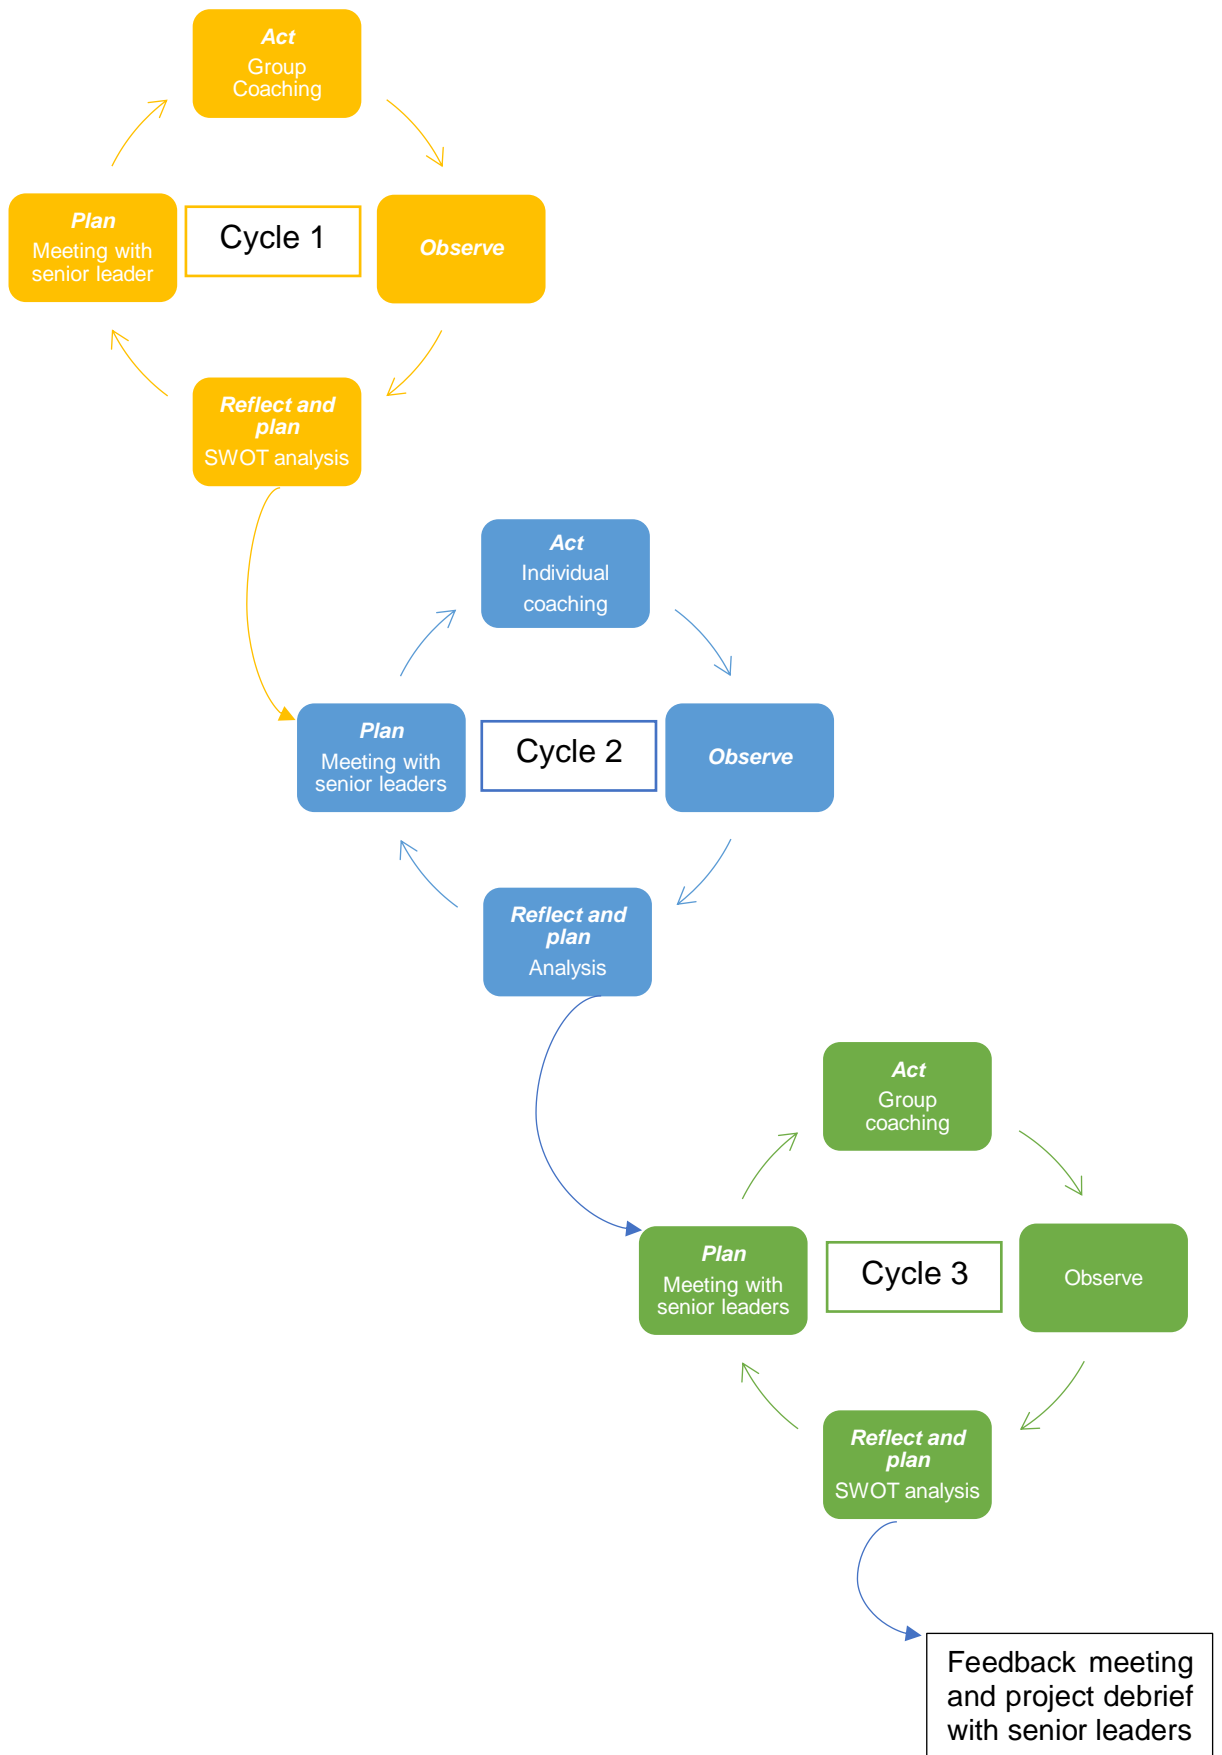 Act
Group
Coaching
Plan
Meeting with
senior leader
Cycle 1
Observe
Reflect and
plan
SWOT analysis
Act
Individual
coaching
Plan
Meeting with
senior leaders
Cycle 2
Observe
Reflect and
plan
Analysis
Act
Group
coaching
Plan
Meeting with
senior leaders
Cycle 3
Observe
Reflect and
plan
SWOT analysis
Feedback meeting
and project debrief
with senior leaders